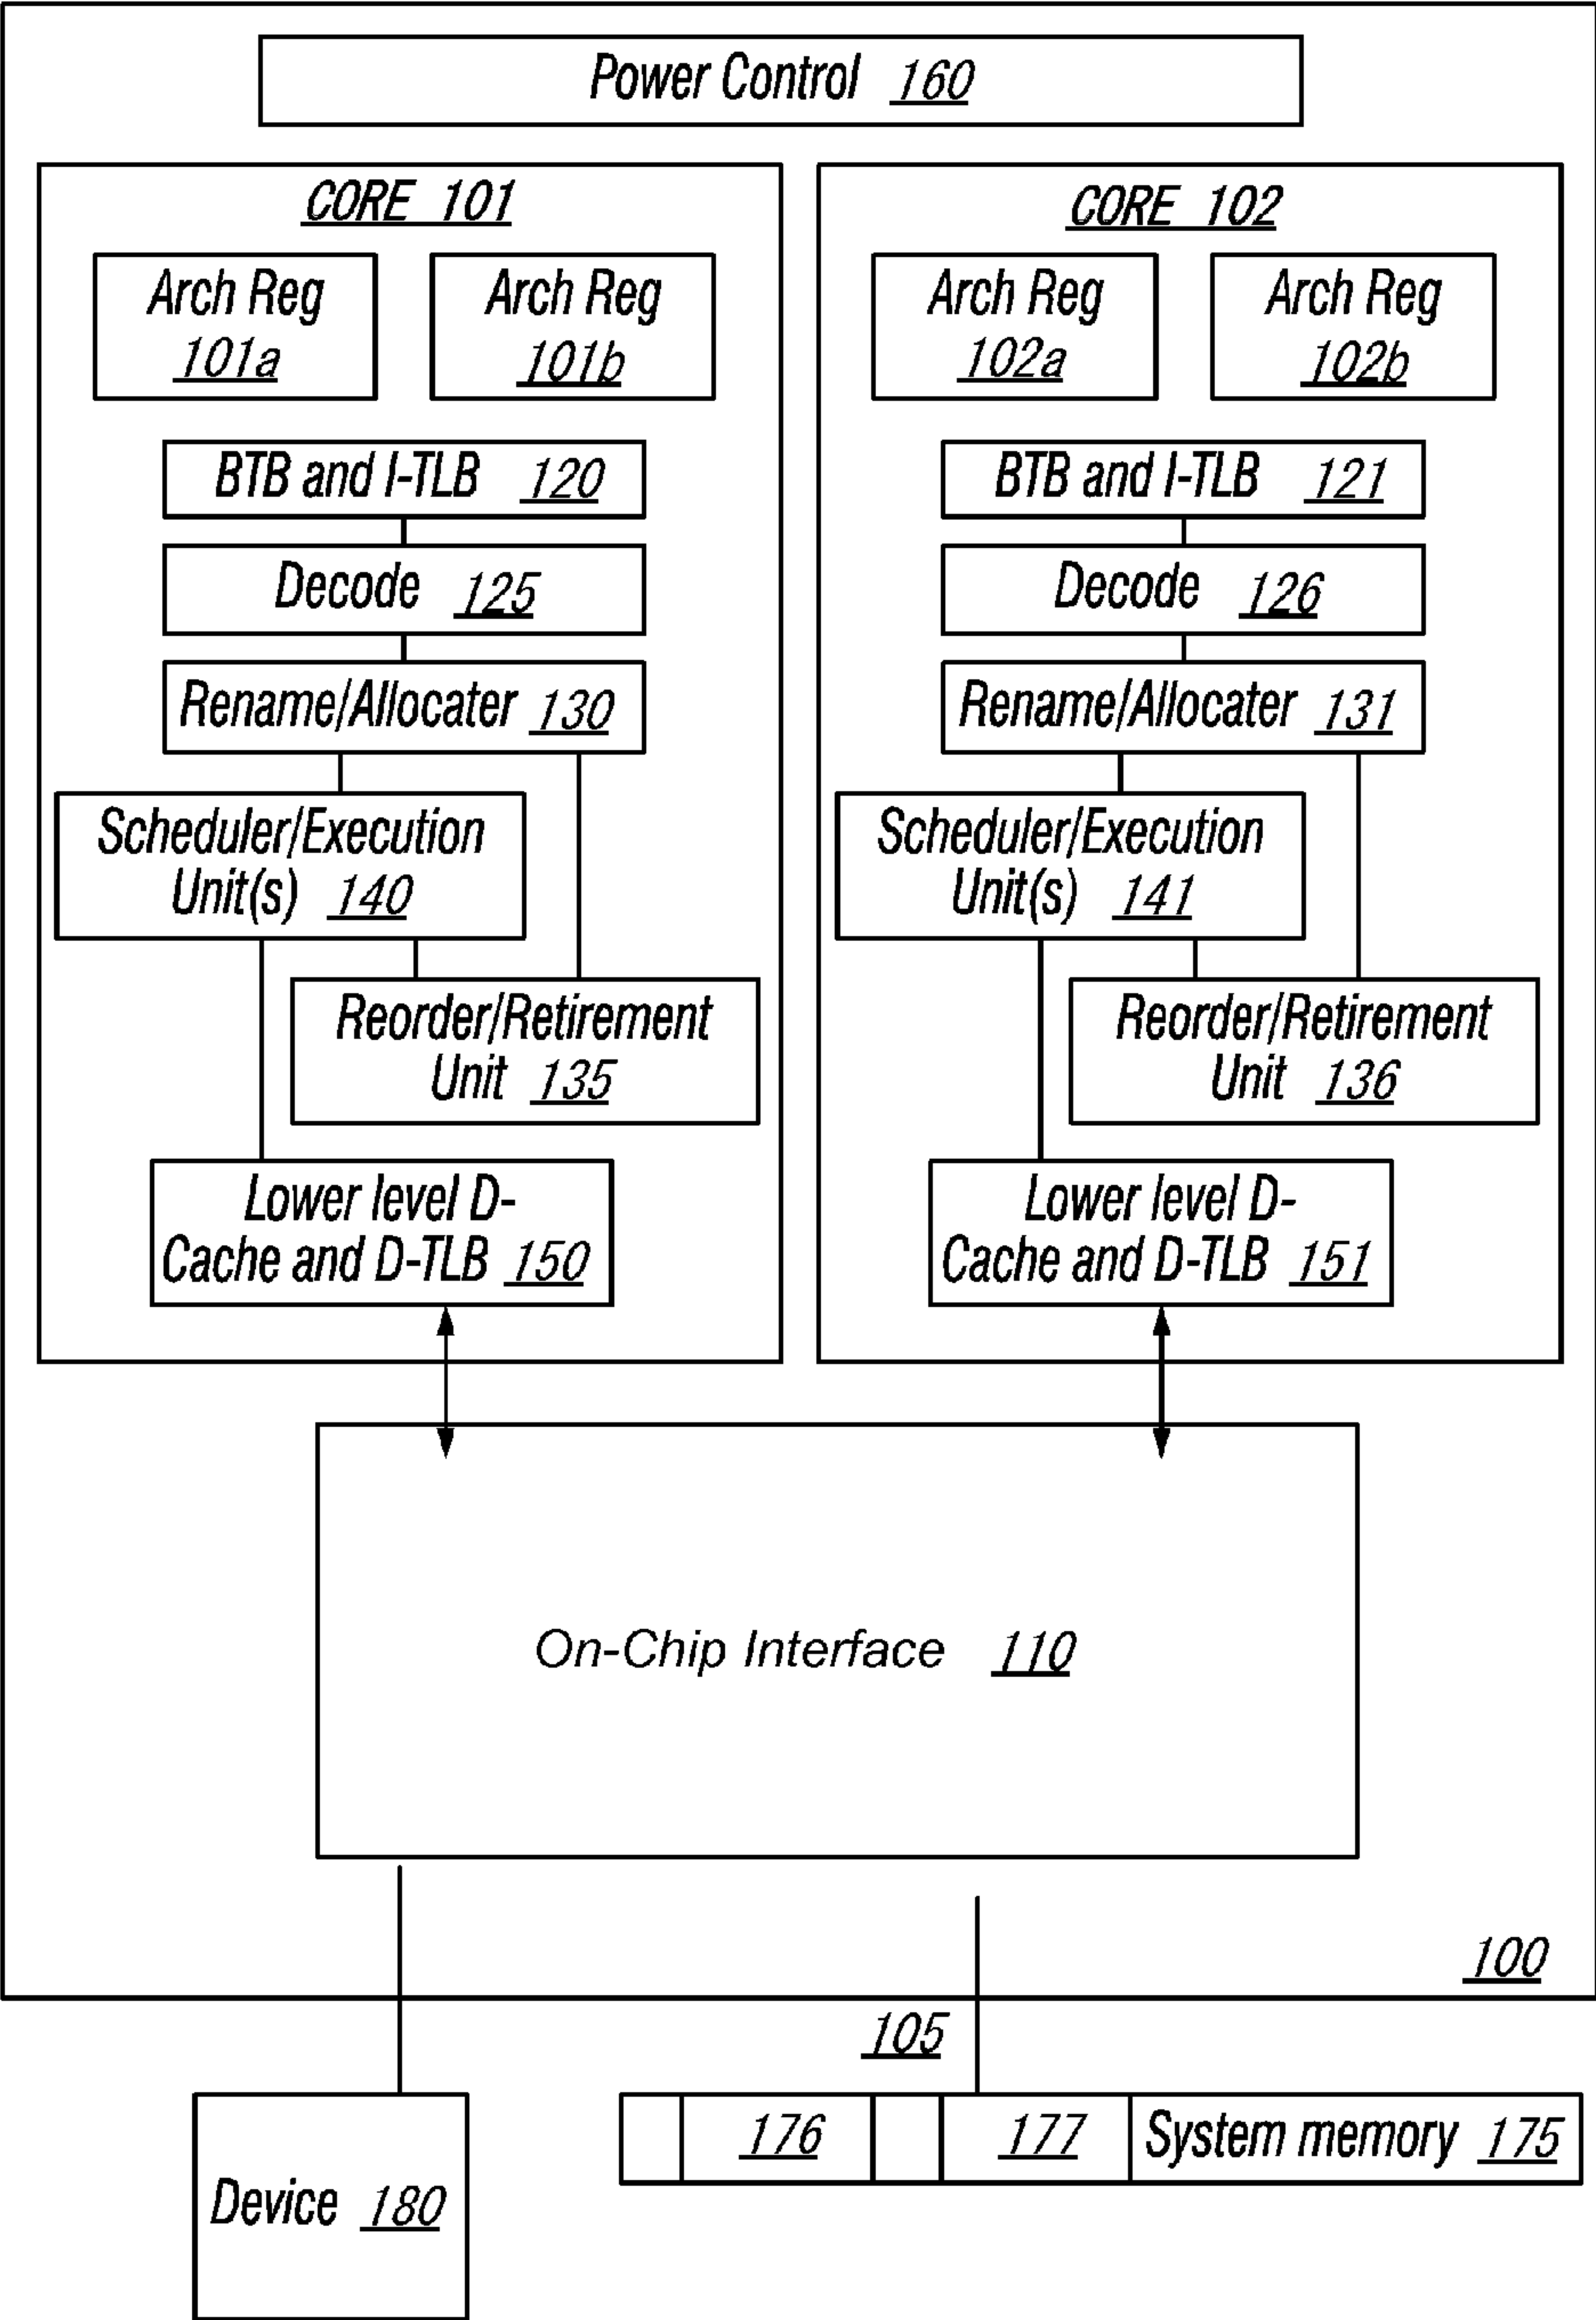 Power Control 160
CORE 101
Arch Reg
101a
Arch Reg
101b
BTB and I-TLB 120
Decode 125
Rename/Allocater 130
Scheduler/Execution
Unit(s) 140
Reorder/Retirement
Unit 135
Lower level D-
Cache and D-TLB 150
CORE 102
Arch Reg
102a
Arch Reg
102b
BTB and I-TLB 121
Decode 126
Rename/Allocater 131
Scheduler/Execution
Unit(s) 141
Reorder/Retirement
Unit 136
Lower level D-
Cache and D-TLB 151
On-Chip Interface 110
100
105
Device 180
176
177
System memory 175